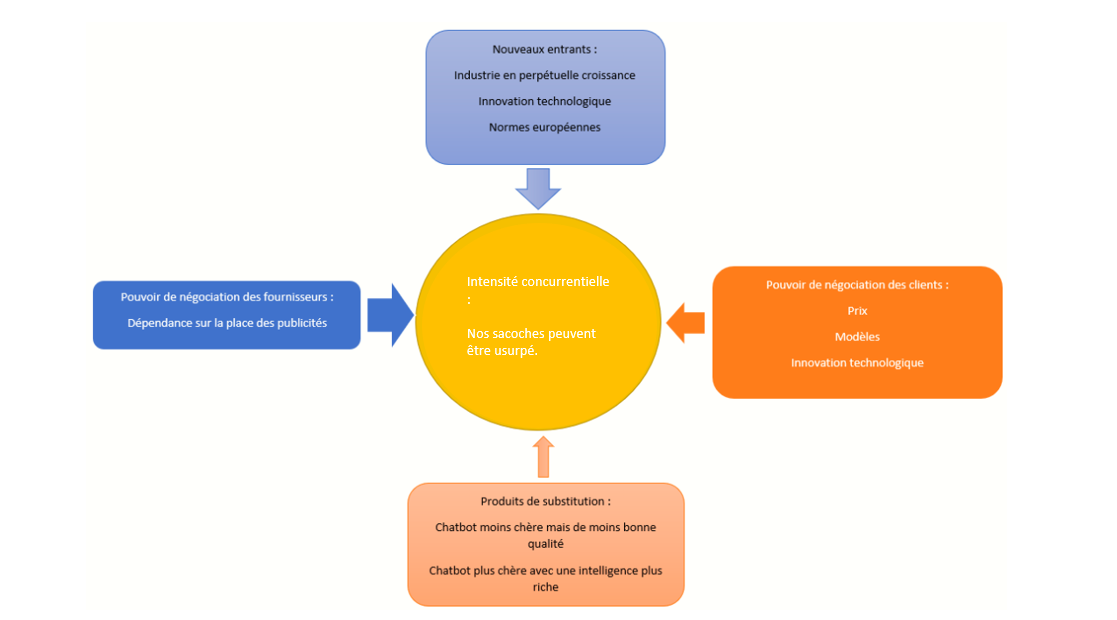 Nouveaux entrants :
Industrie en perpétuelle croissance
Innovation technologique
Normes européennes
Intensité concurrentielle
:
Nos sacoches peuvent
être usurpé.
Pouvoir de négociation des fournisseurs :
Dépendance sur la place des publicités
Pouvoir de négociation des clients :
Prix
Modèles
Innovation technologique
Produits de substitution :
Chatbot moins chère mais de moins bonne
qualité
Chatbot plus chère avec une intelligence plus
riche